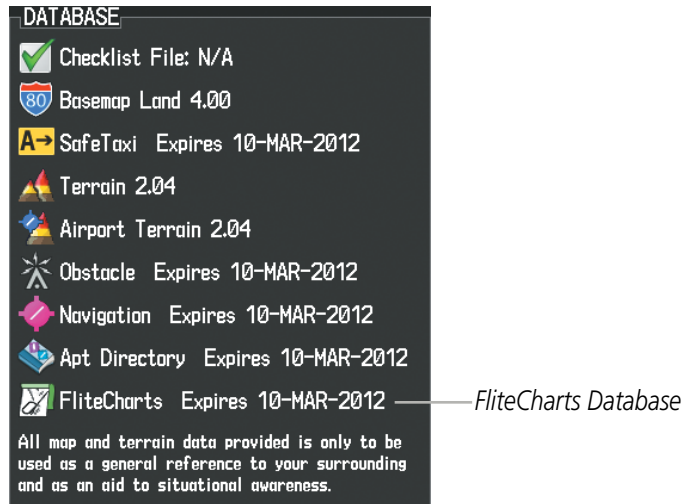 DATABASE
Checklist File: N/A
80 Basemap Land 4.00
A→ SafeTaxi Expires 10-MAR-2012
Terrain 2.04
Airport Terrain 2.04
Obstacle Expires 10-MAR-2012
Navigation Expires 10-MAR-2012
Apt Directory Expires 10-MAR-2012
FliteCharts Expires 10-MAR-2012 FliteCharts Database
All map and terrain data provided is only to be
used as a general reference to your surrounding
and as an aid to situational awareness.